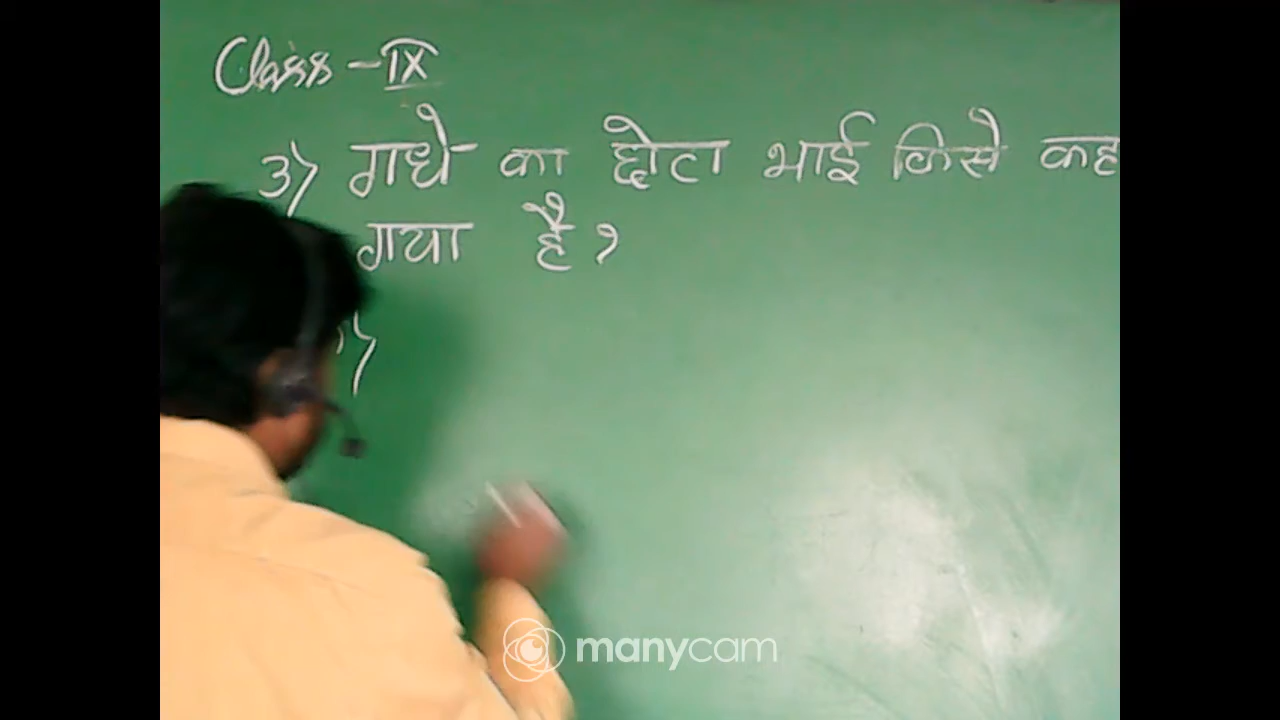 Class - IX
3) गधे का छोटा भाई किसे कह
गया है?
manycam